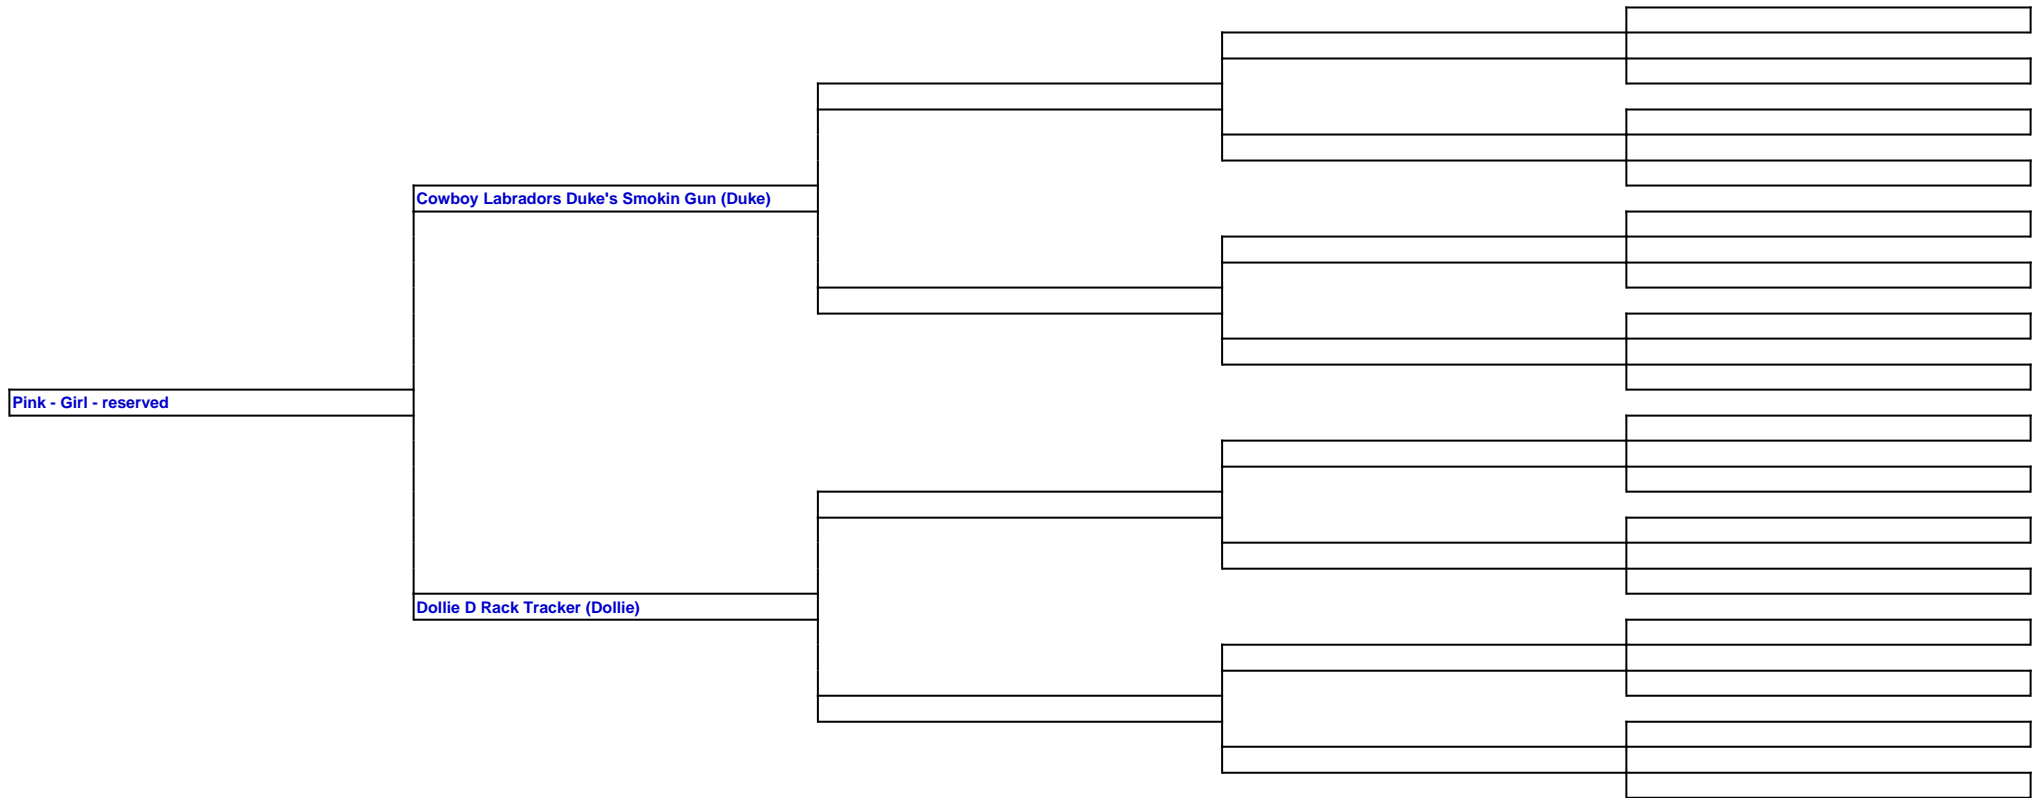 Cowboy Labradors Duke's Smokin Gun (Duke)
Pink - Girl - reserved
Dollie D Rack Tracker (Dollie)